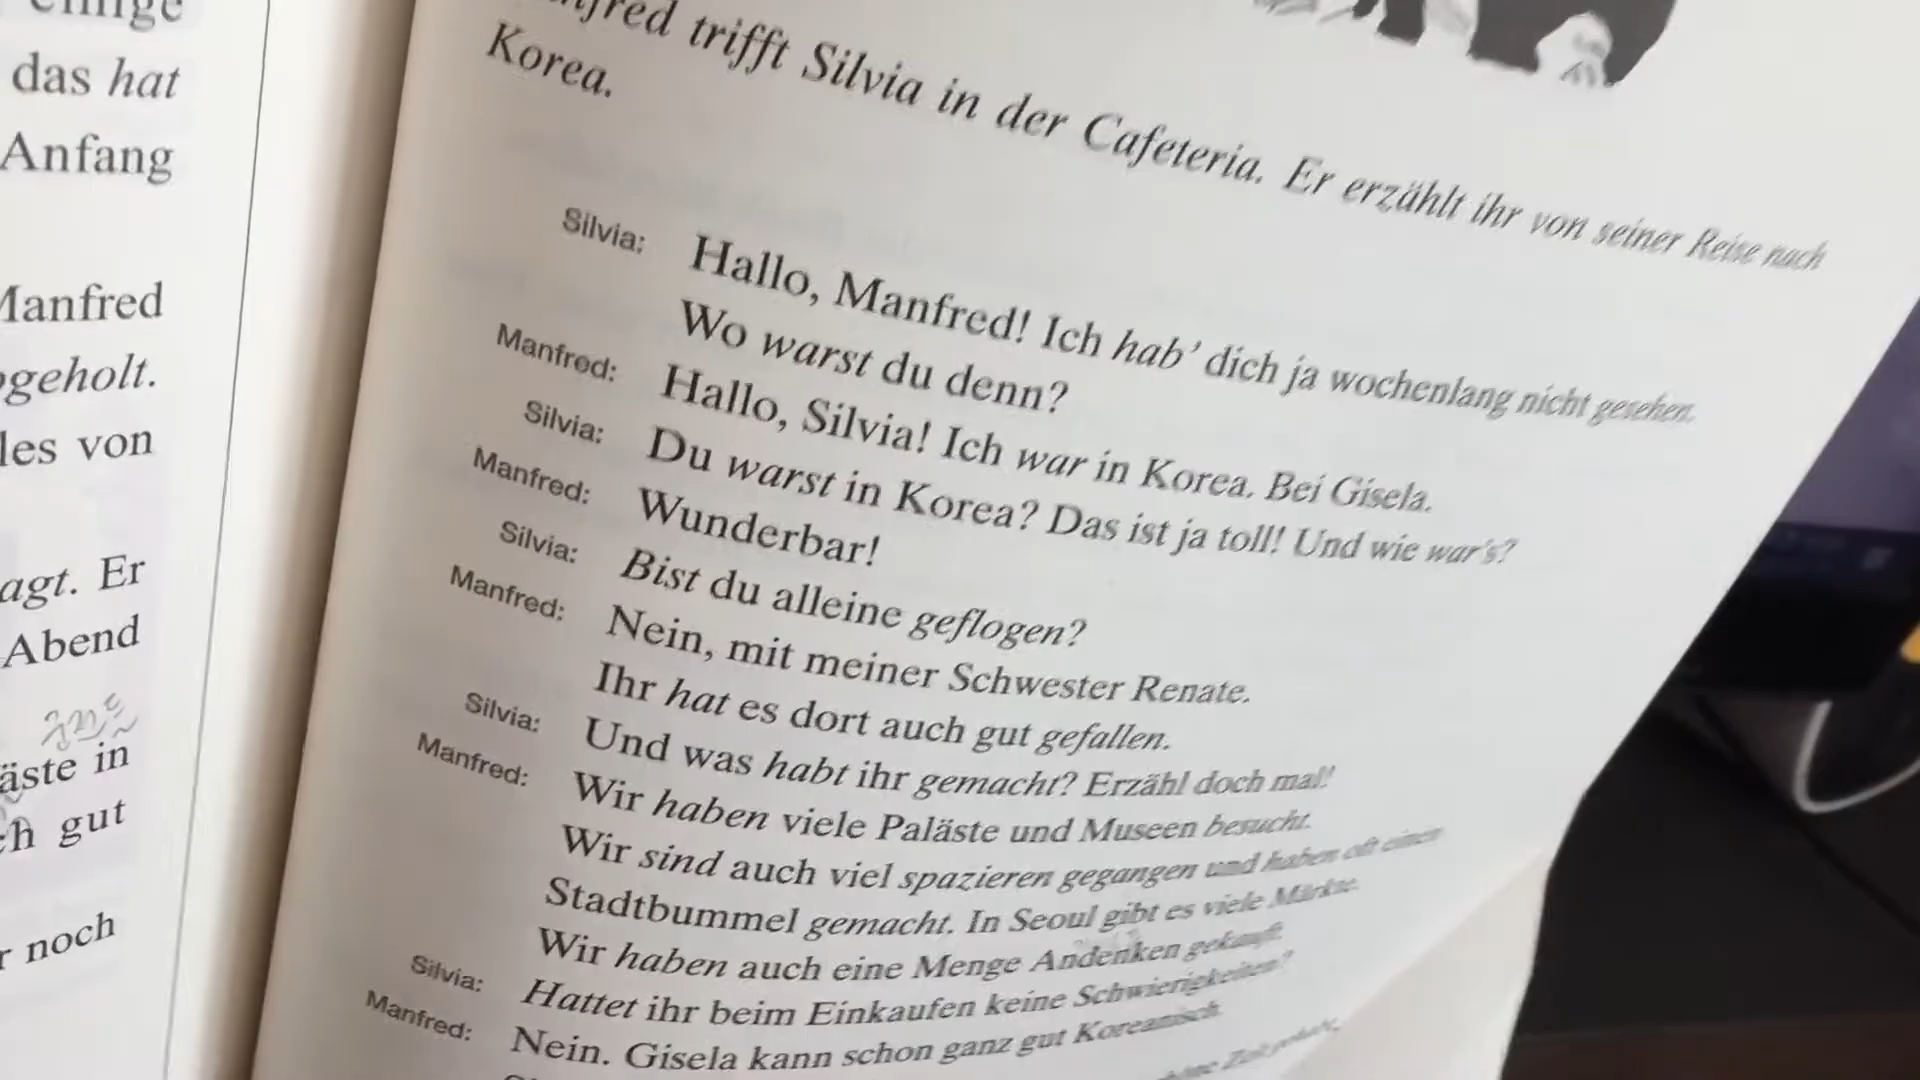 einige
das hat
Anfang
Manfred
geholt.
les von
agt. Er
Abend
äste in
ch gut
r noch
nfred trifft Silvia in der Cafeteria. Er erzählt ihr von seiner Reise nach
Korea.
Silvia: Hallo, Manfred! Ich hab' dich ja wochenlang nicht gesehen.
Wo warst du denn?
Manfred: Hallo, Silvia! Ich war in Korea. Bei Gisela.
Silvia: Du warst in Korea? Das ist ja toll! Und wie war's?
Manfred: Wunderbar!
Silvia: Bist du alleine geflogen?
Manfred: Nein, mit meiner Schwester Renate.
Ihr hat es dort auch gut gefallen.
Silvia: Und was habt ihr gemacht? Erzähl doch mal!
Manfred: Wir haben viele Paläste und Museen besucht.
Wir sind auch viel spazieren gegangen und haben oft einen
Stadtbummel gemacht. In Seoul gibt es viele Märkte.
Wir haben auch eine Menge Andenken gekauft.
Silvia: Hattet ihr beim Einkaufen keine Schwierigkeiten?
Manfred: Nein. Gisela kann schon ganz gut Koreanisch.